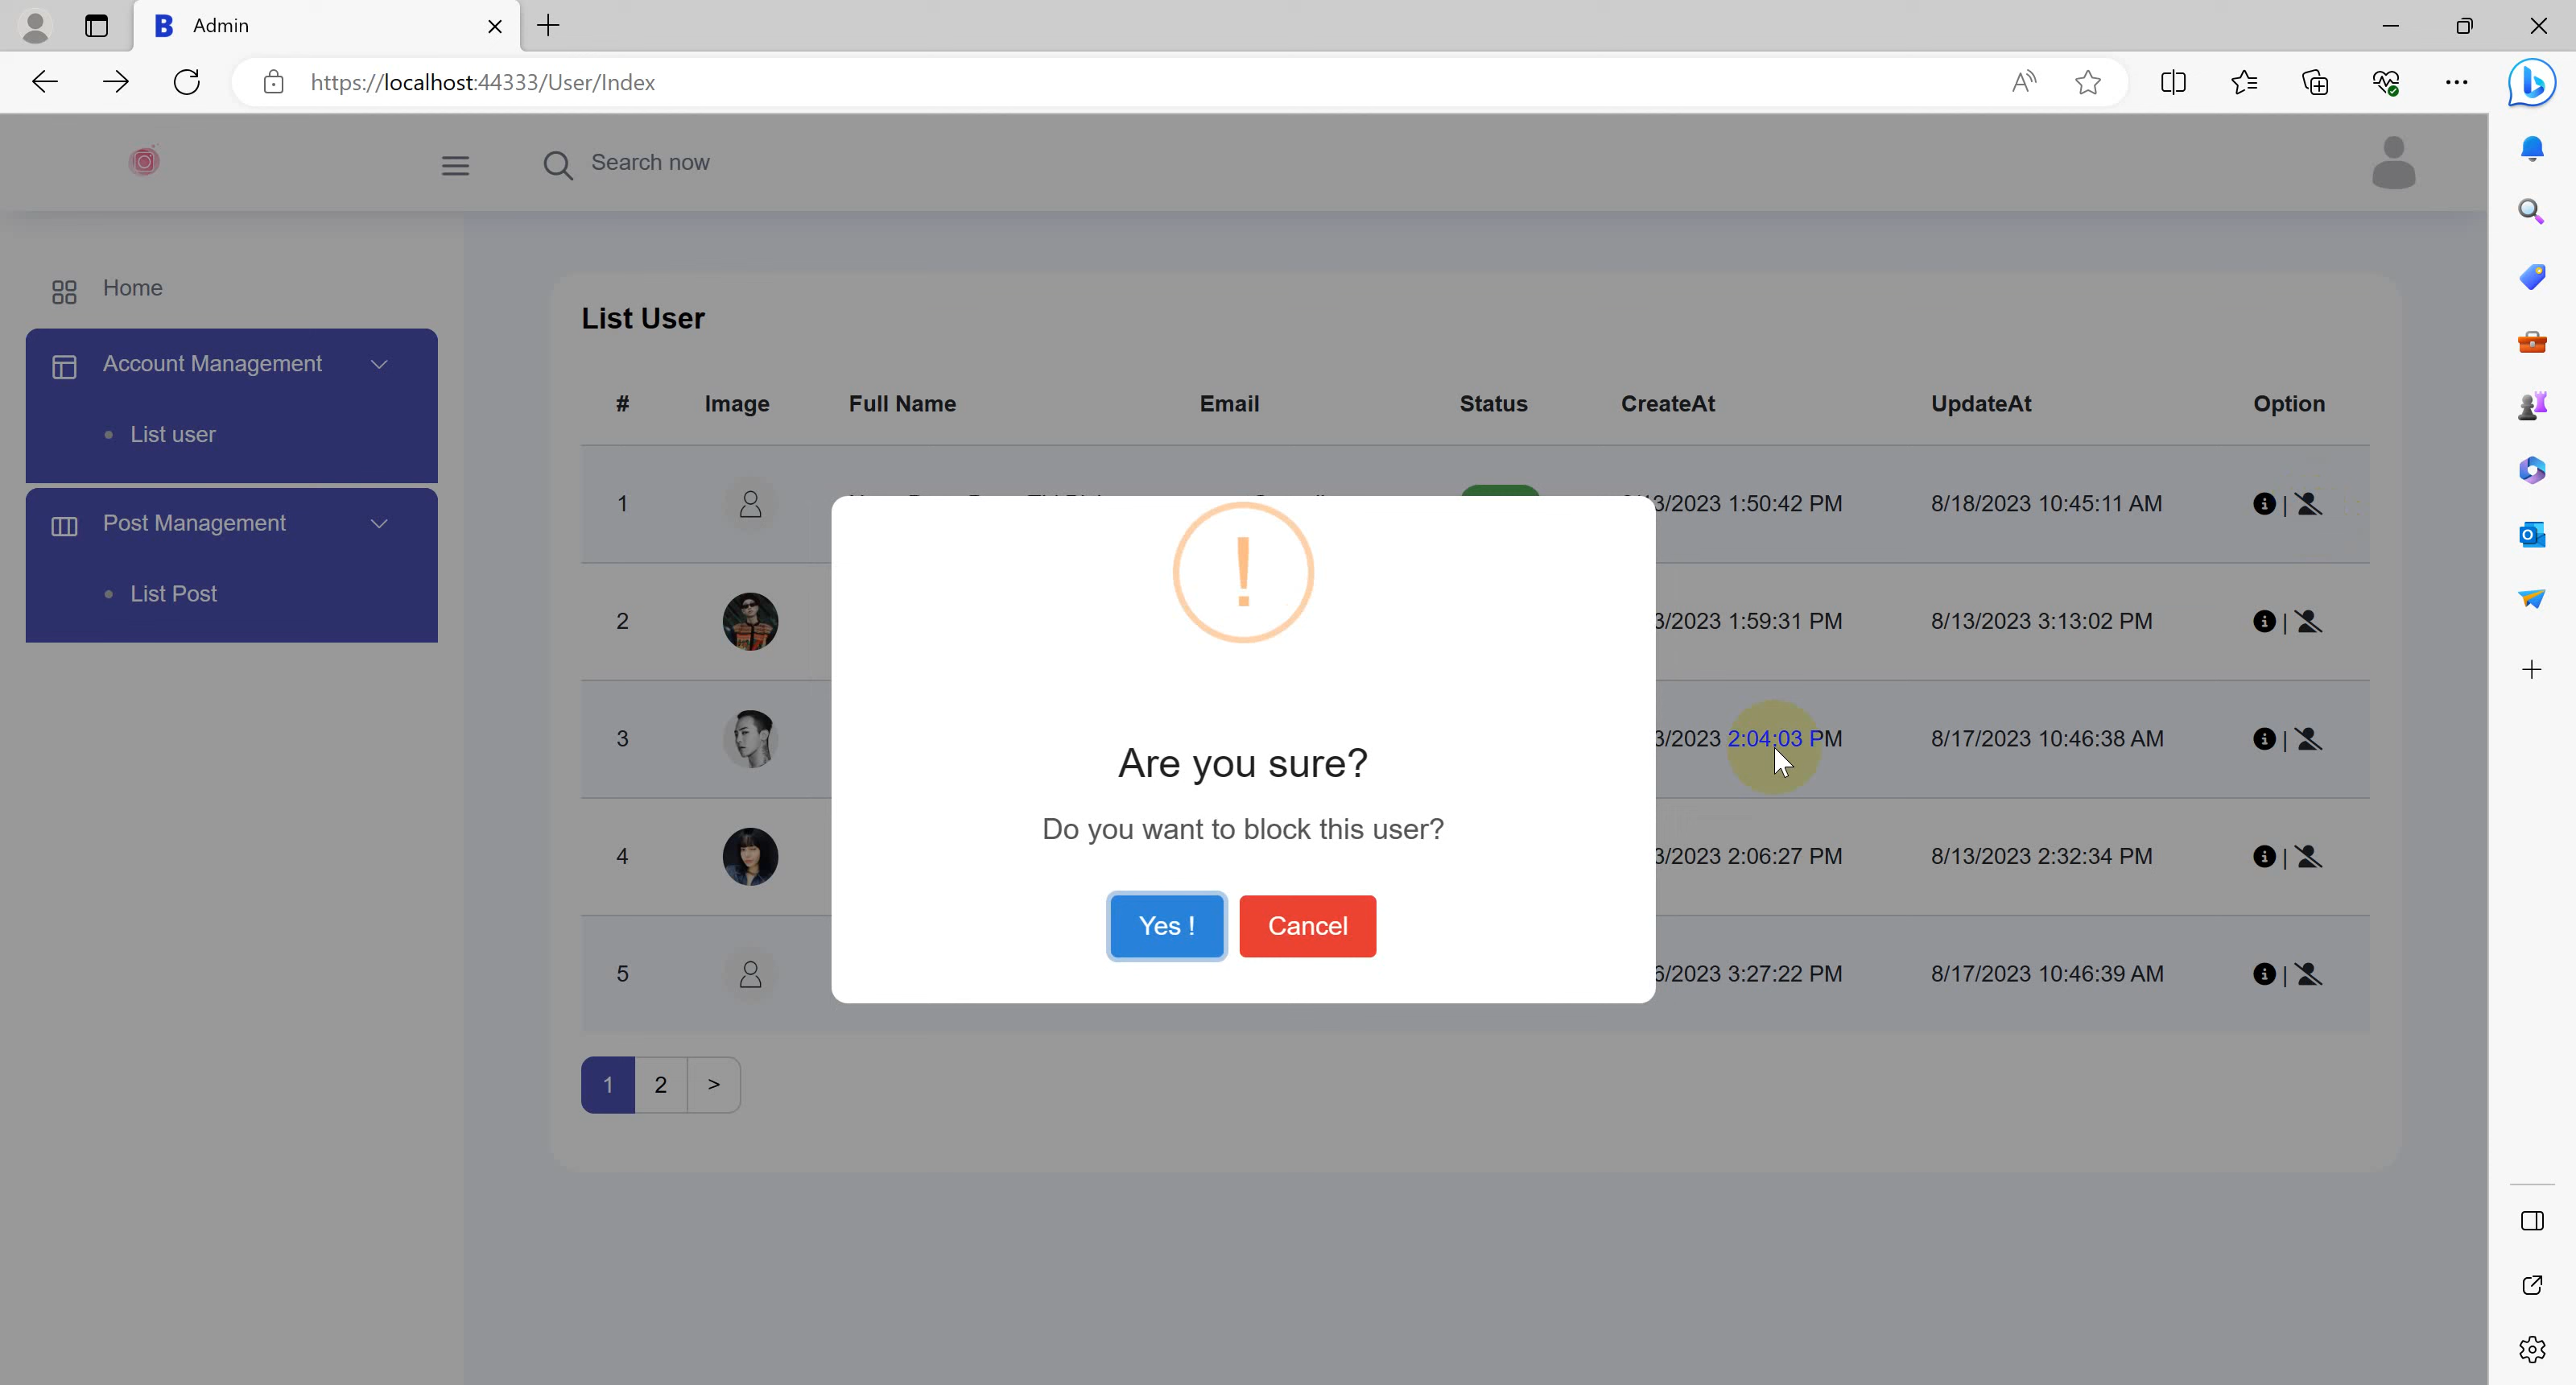 Admin
https://localhost:44333/User/Index
Search now
Home
Account Management
List user
Post Management
List Post
List User
# Image Full Name Email Status CreateAt UpdateAt Option
1 3/2023 1:50:42 PM 8/18/2023 10:45:11 AM |
2 3/2023 1:59:31 PM 8/13/2023 3:13:02 PM |
3 3/2023 2:04:03 PM 8/17/2023 10:46:38 AM |
4 3/2023 2:06:27 PM 8/13/2023 2:32:34 PM |
5 6/2023 3:27:22 PM 8/17/2023 10:46:39 AM |
!
Are you sure?
Do you want to block this user?
Yes ! Cancel
1 2 >